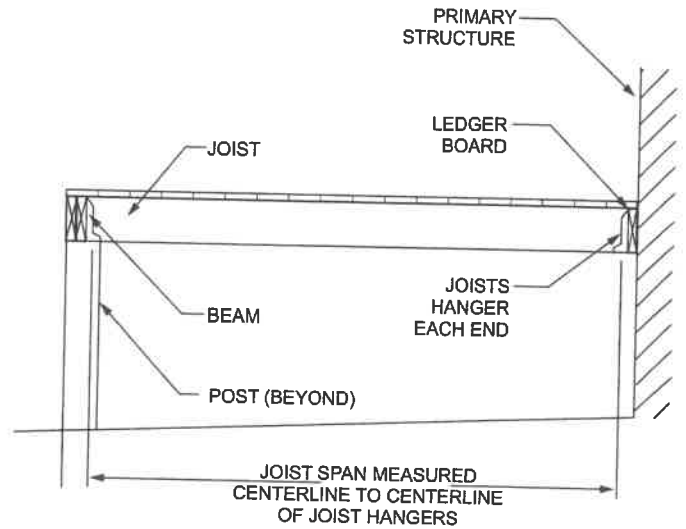 PRIMARY
STRUCTURE
LEDGER
BOARD
JOIST
JOISTS
HANGER
EACH END
BEAM
POST (BEYOND)
JOIST SPAN MEASURED
CENTERLINE TO CENTERLINE
OF JOIST HANGERS